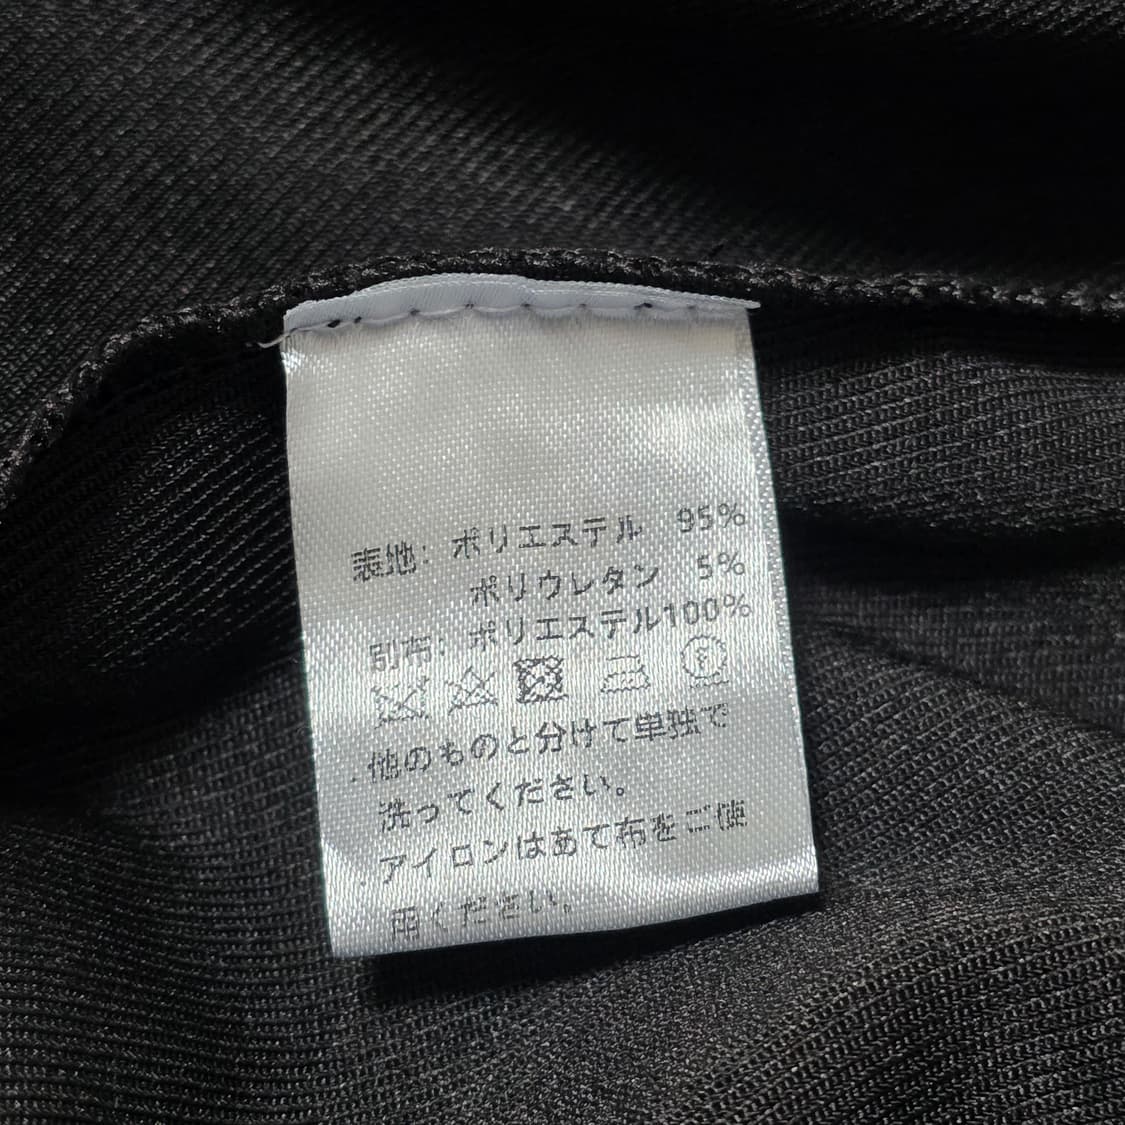 表地: ポリエステル 95%
ポリウレタン 5%
別布: ポリエステル100%
F
.他のものと分けて単独で
洗ってください。
.アイロンはあて布をご使
用ください。